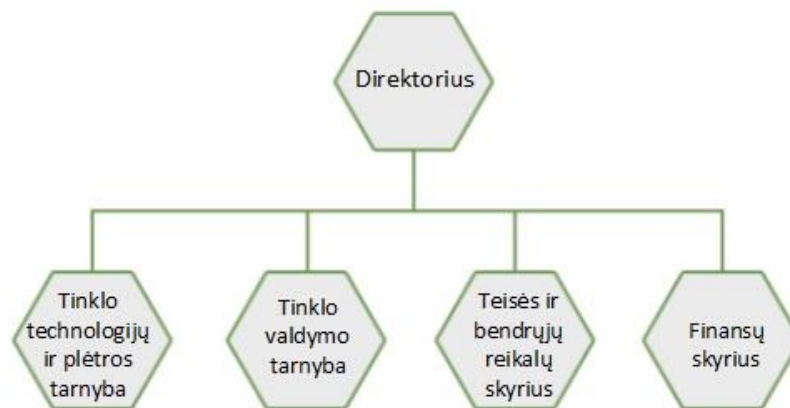 Direktorius
Tinklo
technologijų
ir plėtros
tarnyba
Tinklo
valdymo
tarnyba
Teisės ir
bendrųjų
reikalų
skyrius
Finansų
skyrius